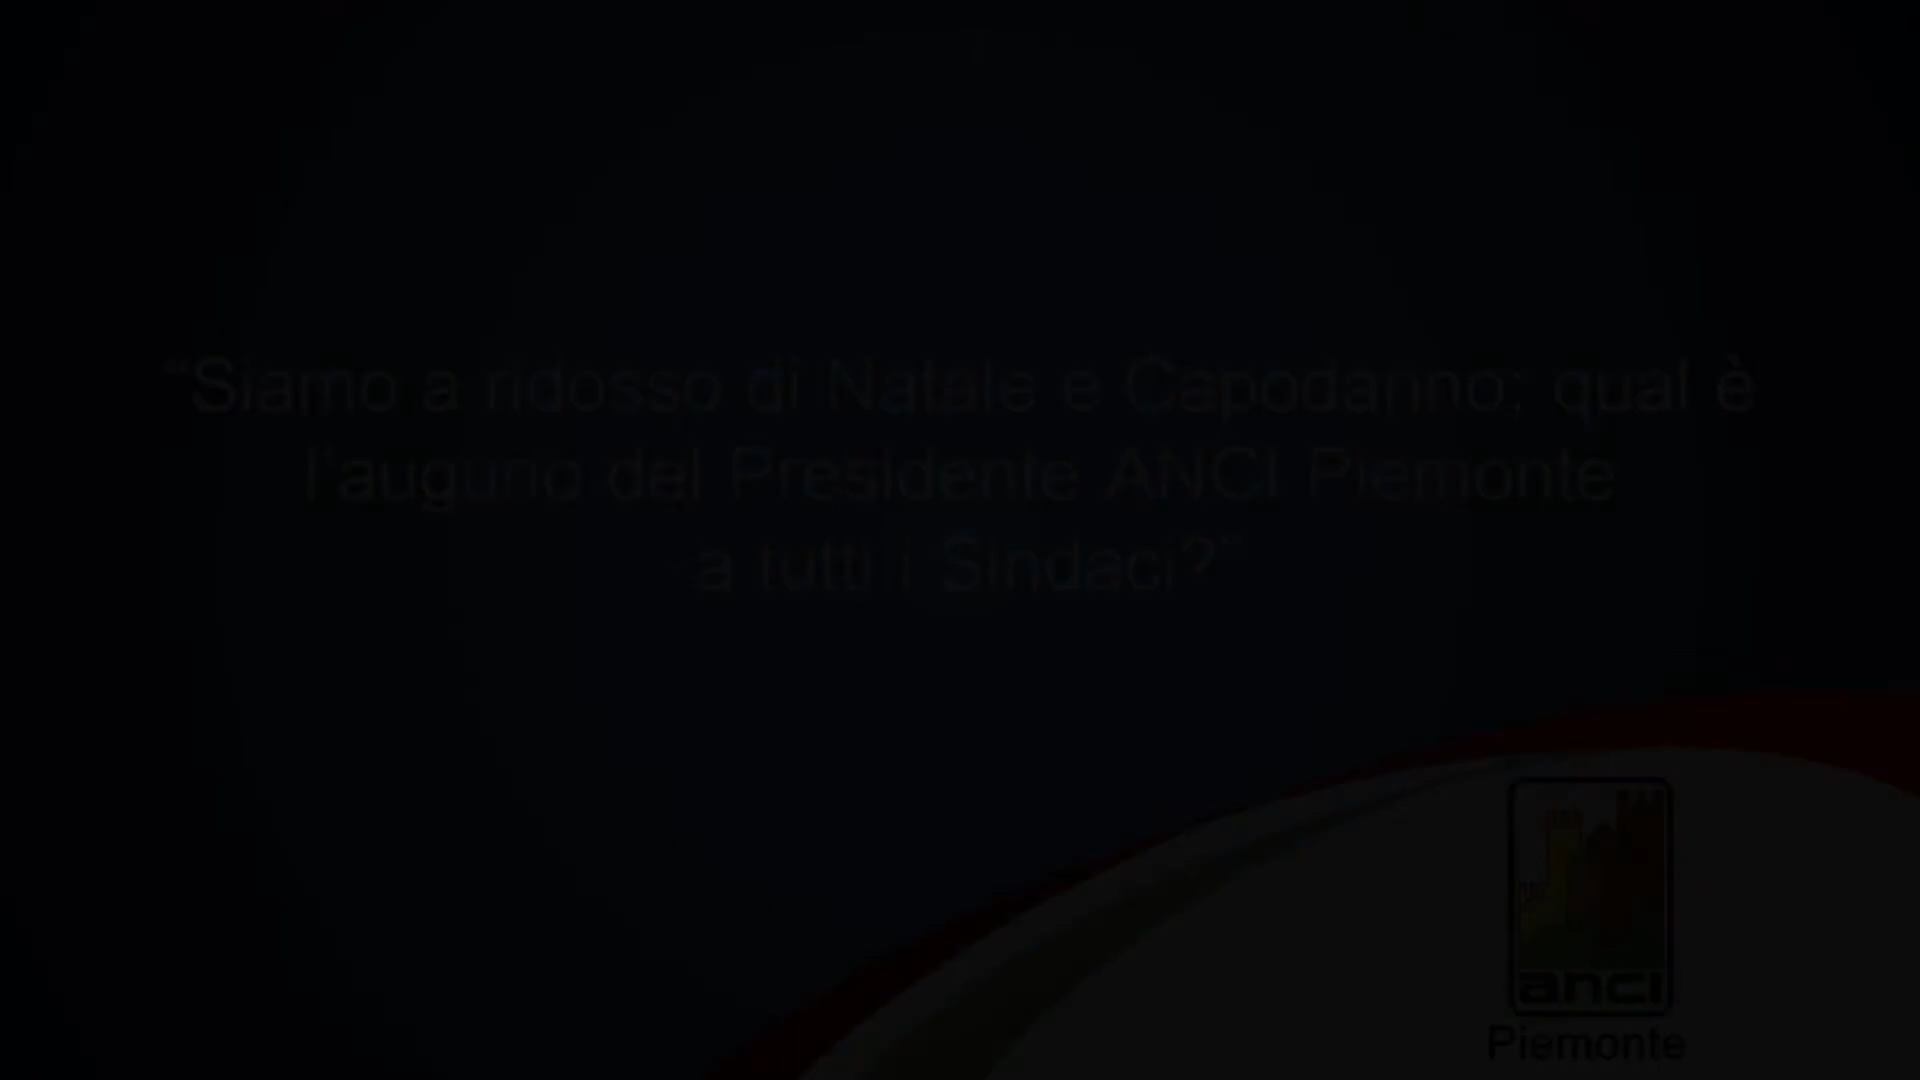 “Siamo a ridosso di Natale e Capodanno; qual è
l'augurio del Presidente ANCI Piemonte
a tutti i Sindaci?”
anci
Piemonte